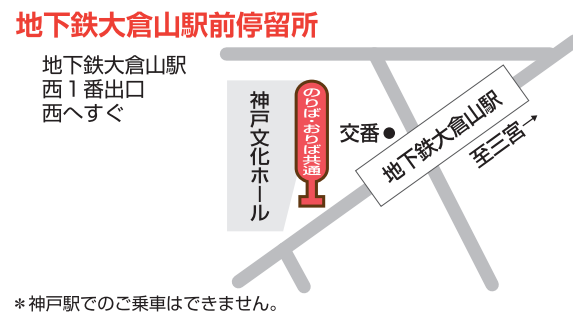 地下鉄大倉山駅前停留所
地下鉄大倉山駅
西1番出口
西へすぐ
神戸文化ホール
のりば・おりば共通
交番
地下鉄大倉山駅
至三宮→
＊神戸駅でのご乗車はできません。